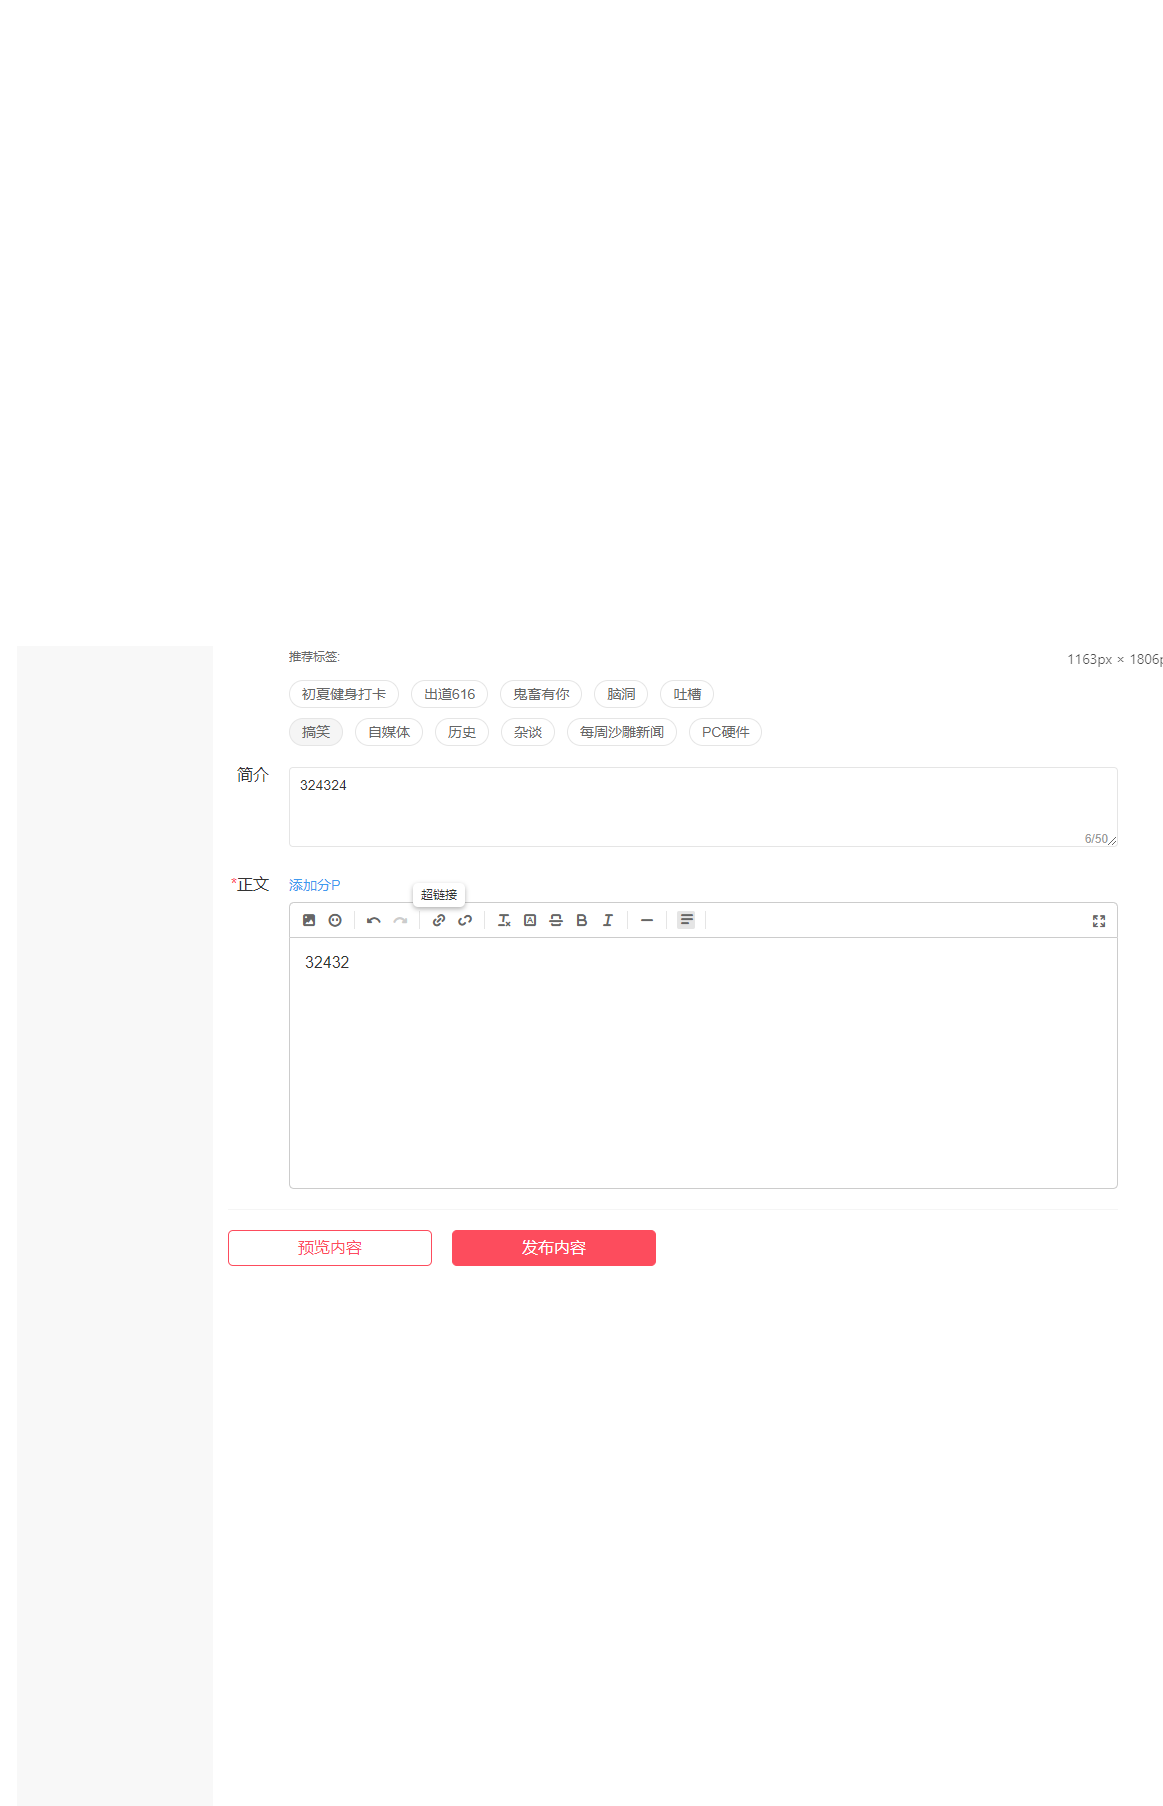 推荐标签:
1163px × 1806p
初夏健身打卡 出道616 鬼畜有你 脑洞 吐槽
搞笑 自媒体 历史 杂谈 每周沙雕新闻 PC硬件
简介
324324
6/50
*正文 添加分P
超链接
32432
预览内容 发布内容